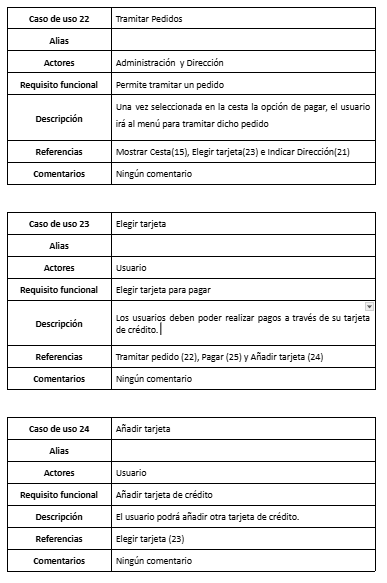 Caso de uso 22 Tramitar Pedidos
Alias
Actores Administración y Dirección
Requisito funcional Permite tramitar un pedido
Descripción Una vez seleccionada en la cesta la opción de pagar, el usuario
irá al menú para tramitar dicho pedido
Referencias Mostrar Cesta(15), Elegir tarjeta(23) e Indicar Dirección(21)
Comentarios Ningún comentario
Caso de uso 23 Elegir tarjeta
Alias
Actores Usuario
Requisito funcional Elegir tarjeta para pagar
Descripción Los usuarios deben poder realizar pagos a través de su tarjeta
de crédito.
Referencias Tramitar pedido (22), Pagar (25) y Añadir tarjeta (24)
Comentarios Ningún comentario
Caso de uso 24 Añadir tarjeta
Alias
Actores Usuario
Requisito funcional Añadir tarjeta de crédito
Descripción El usuario podrá añadir otra tarjeta de crédito.
Referencias Elegir tarjeta (23)
Comentarios Ningún comentario